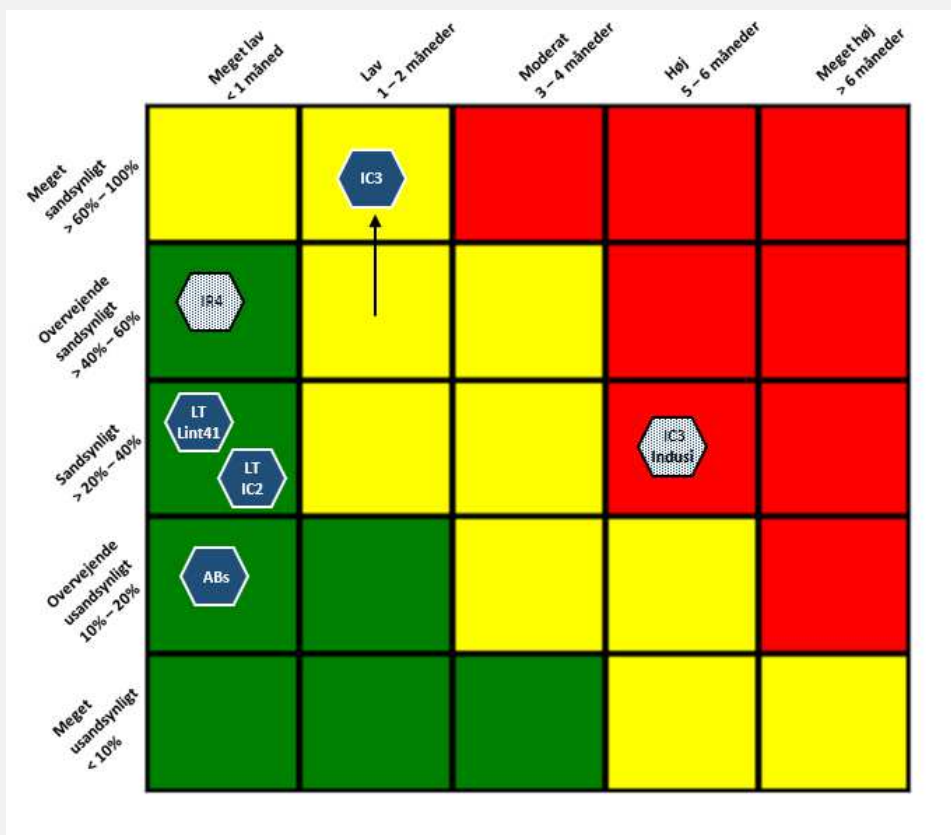 Meget lav
< 1 måned
Lav
1 – 2 måneder
Moderat
3 – 4 måneder
Høj
5 – 6 måneder
Meget høj
> 6 måneder
Meget
sandsynligt
> 60% – 100%
IC3
Overvejende
sandsynligt
> 40% – 60%
IR4
Sandsynligt
> 20% – 40%
LT
Lint41
LT
IC2
IC3
Indusi
Overvejende
usandsynligt
10% – 20%
ABs
Meget
usandsynligt
< 10%